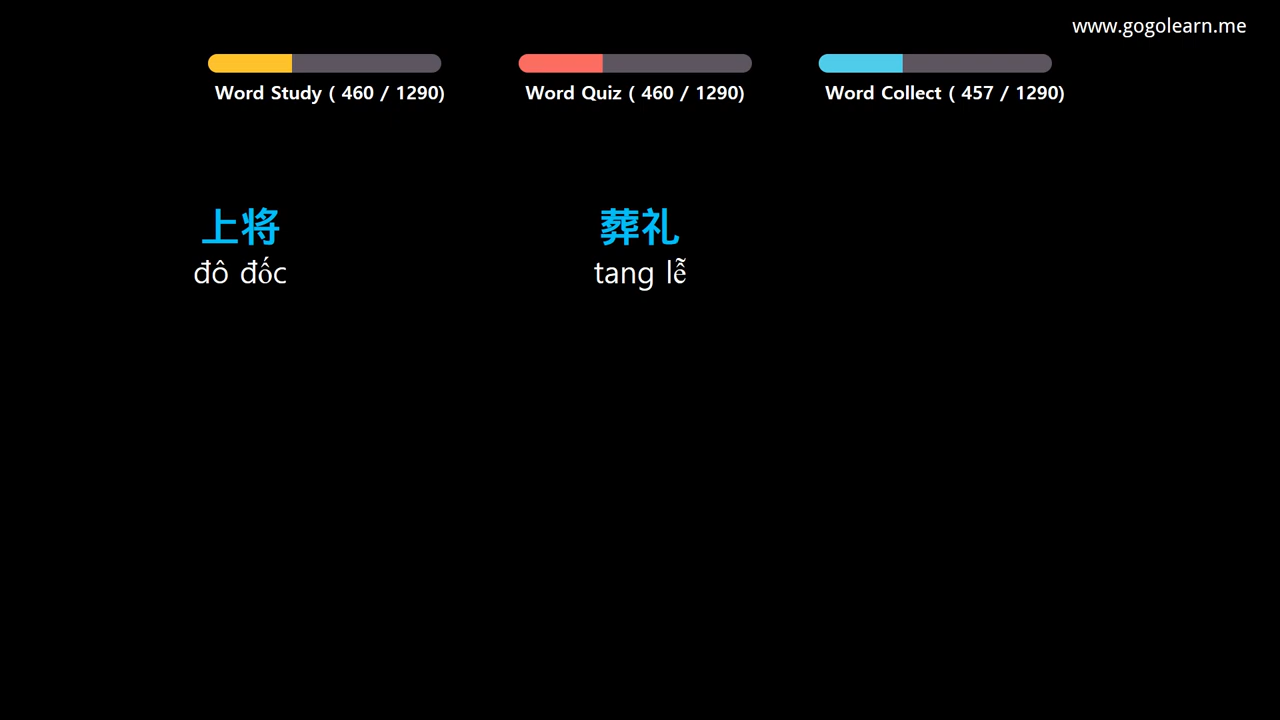 www.gogolearn.me
Word Study ( 460 / 1290)
Word Quiz ( 460 / 1290)
Word Collect ( 457 / 1290)
上将
đô đốc
葬礼
tang lễ